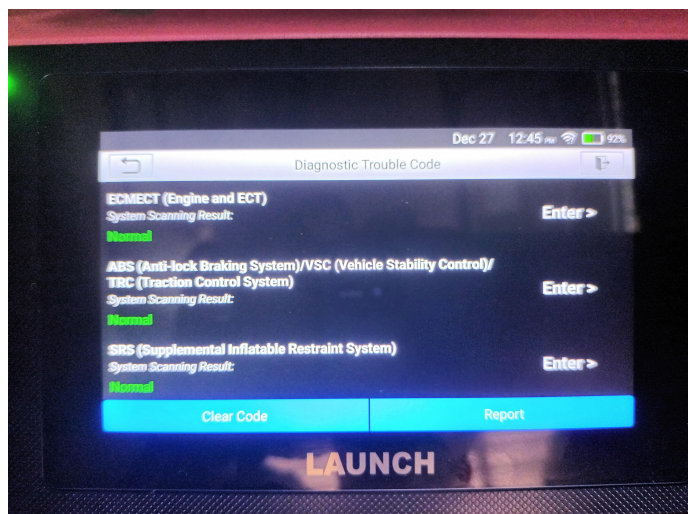 Dec 27 12:45 PM 92%
Diagnostic Trouble Code
ECMECT (Engine and ECT)
System Scanning Result:
Enter >
Normal
ABS (Anti-lock Braking System)/VSC (Vehicle Stability Control)/
TRC (Traction Control System)
System Scanning Result:
Enter >
Normal
SRS (Supplemental Inflatable Restraint System)
System Scanning Result:
Enter >
Normal
Clear Code
Report
LAUNCH